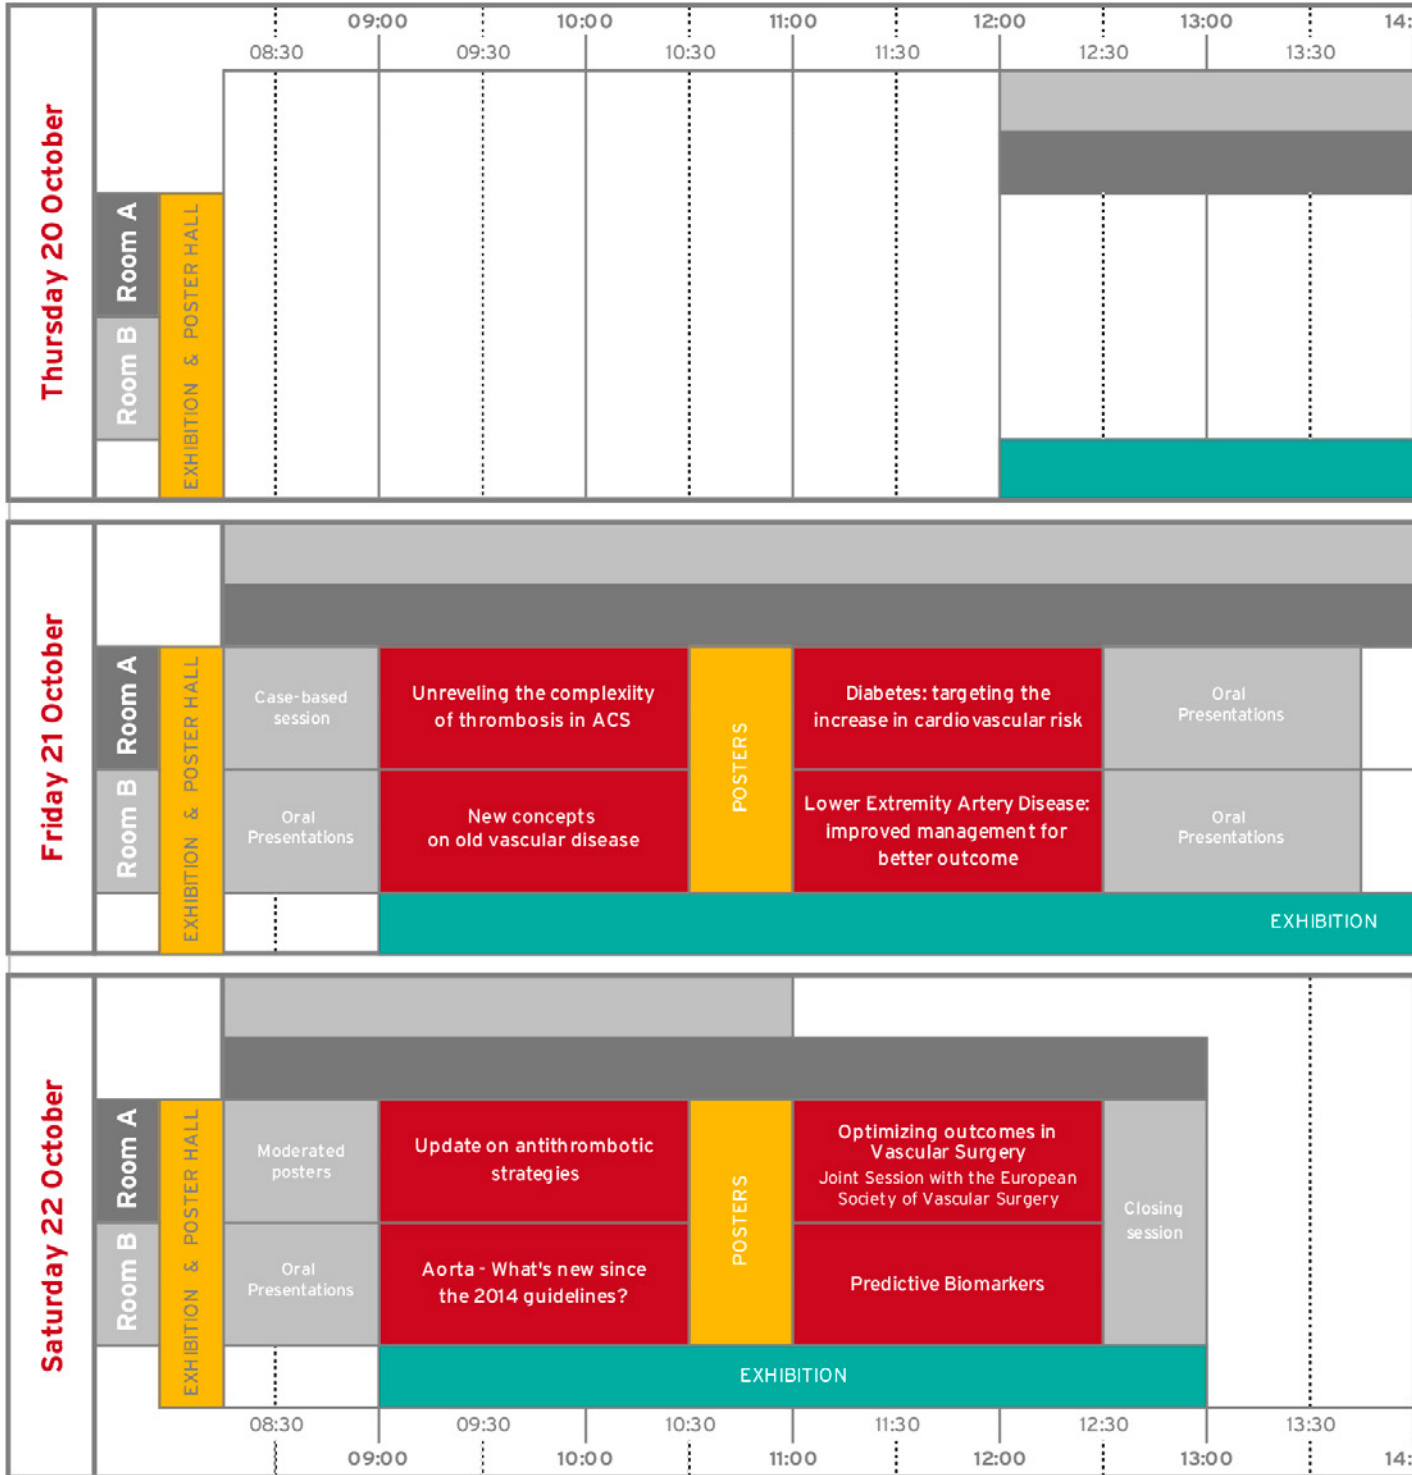 09:00 10:00 11:00 12:00 13:00 14:
08:30 09:30 10:30 11:30 12:30 13:30
Thursday 20 October
Room A
Room B
EXHIBITION & POSTER HALL
Friday 21 October
Room A
Room B
EXHIBITION & POSTER HALL
Case-based
session
Unreveling the complexiity
of thrombosis in ACS
POSTERS
Diabetes: targeting the
increase in cardiovascular risk
Oral
Presentations
Oral
Presentations
New concepts
on old vascular disease
Lower Extremity Artery Disease:
improved management for
better outcome
Oral
Presentations
EXHIBITION
Saturday 22 October
Room A
Room B
EXHIBITION & POSTER HALL
Moderated
posters
Update on antithrombotic
strategies
POSTERS
Optimizing outcomes in
Vascular Surgery
Joint Session with the European
Society of Vascular Surgery
Closing
session
Oral
Presentations
Aorta - What's new since
the 2014 guidelines?
Predictive Biomarkers
EXHIBITION
08:30 09:30 10:30 11:30 12:30 13:30
09:00 10:00 11:00 12:00 13:00 14: